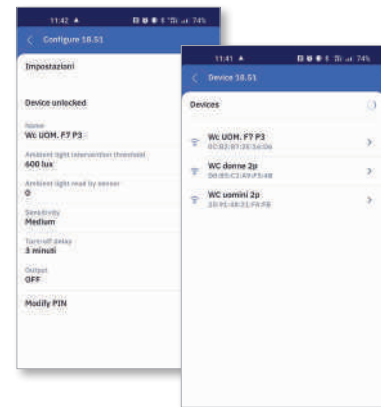 11:42
74%
Configure 18.51
Impostazioni
Device unlocked
Name
Wc UOM. F7 P3
Ambient light intervention threshold
600 lux
Ambient light read by sensor
0
Sensitivity
Medium
Turn-off delay
3 minuti
Output
OFF
Modify PIN
11:41
74%
Device 18.51
Devices
Wc UOM. F7 P3
WC donne 2p
WC uomini 2p